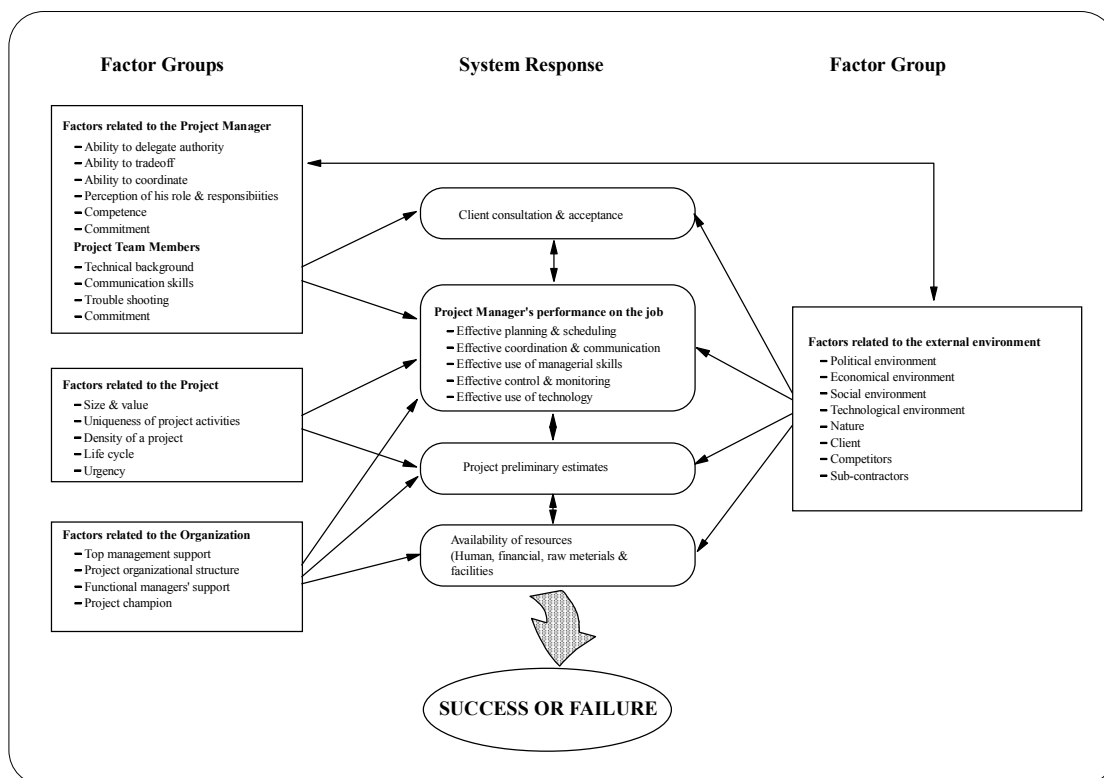 Factor Groups
System Response
Factor Group
Factors related to the Project Manager
– Ability to delegate authority
– Ability to tradeoff
– Ability to coordinate
– Perception of his role & responsibiities
– Competence
– Commitment
Project Team Members
– Technical background
– Communication skills
– Trouble shooting
– Commitment
Factors related to the Project
– Size & value
– Uniqueness of project activities
– Density of a project
– Life cycle
– Urgency
Factors related to the Organization
– Top management support
– Project organizational structure
– Functional managers' support
– Project champion
Client consultation & acceptance
Project Manager's performance on the job
– Effective planning & scheduling
– Effective coordination & communication
– Effective use of managerial skills
– Effective control & monitoring
– Effective use of technology
Project preliminary estimates
Availability of resources
(Human, financial, raw meterials &
facilities
SUCCESS OR FAILURE
Factors related to the external environment
– Political environment
– Economical environment
– Social environment
– Technological environment
– Nature
– Client
– Competitors
– Sub-contractors